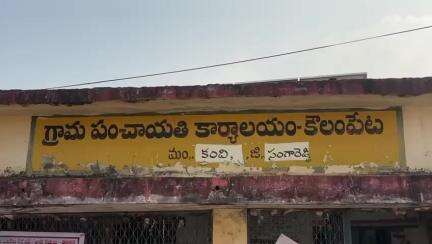 గ్రామ పంచాయతి కార్యాలయం-కౌలంపేట
మం. కంది, .జి. సంగారెడ్డి